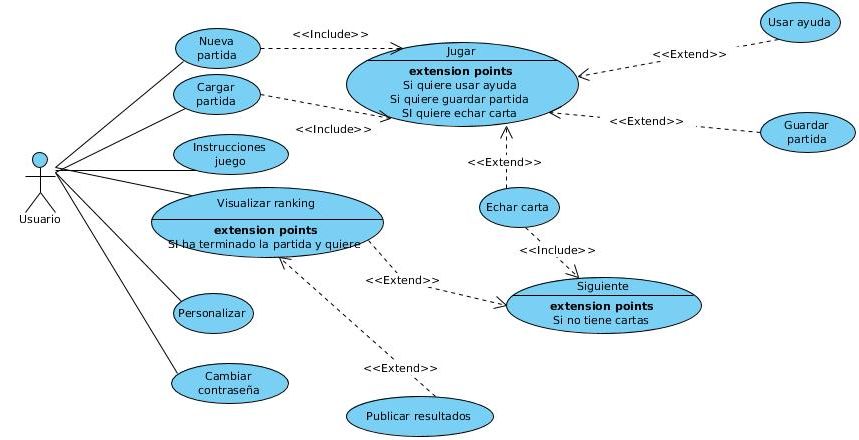 Usar ayuda
Nueva
partida
<<Include>>
Jugar
<<Extend>>
extension points
Si quiere usar ayuda
Si quiere guardar partida
SI quiere echar carta
Cargar
partida
<<Include>>
<<Extend>>
Guardar
partida
Instrucciones
juego
<<Extend>>
Usuario
Visualizar ranking
extension points
SI ha terminado la partida y quiere
Echar carta
<<Include>>
<<Extend>>
Siguiente
extension points
Si no tiene cartas
Personalizar
<<Extend>>
Cambiar
contraseña
Publicar resultados